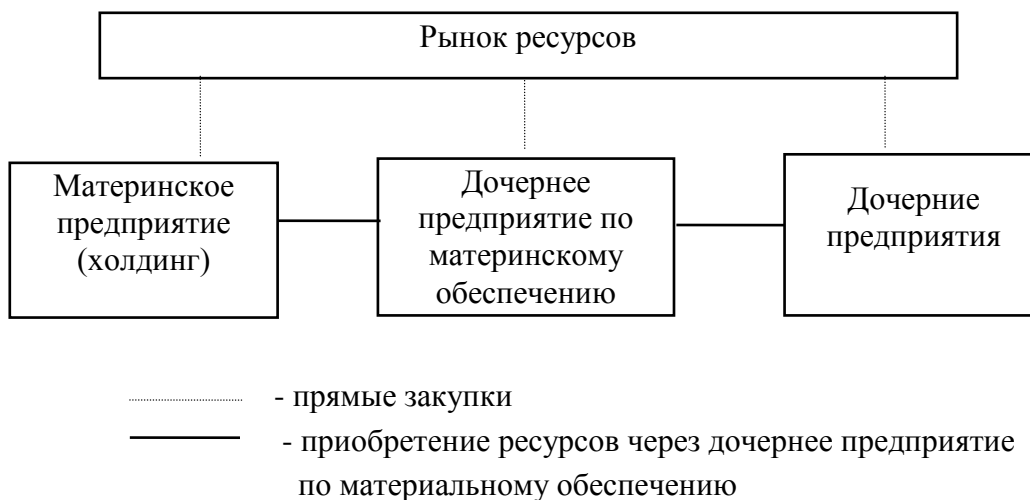 Рынок ресурсов
Материнское
предприятие
(холдинг)
Дочернее
предприятие по
материнскому
обеспечению
Дочерние
предприятия
- прямые закупки
- приобретение ресурсов через дочернее предприятие
по материальному обеспечению